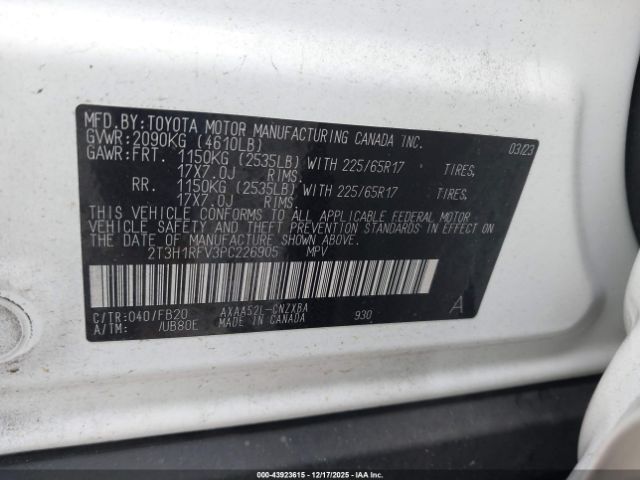 MFD.BY:TOYOTA MOTOR MANUFACTURING CANADA INC.
GVWR:2090KG (4610LB) 03/23
GAWR:FRT. 1150KG (2535LB) WITH 225/65R17 TIRES,
17X7.0J RIMS,
RR. 1150KG (2535LB) WITH 225/65R17 TIRES,
17X7.0J RIMS,
THIS VEHICLE CONFORMS TO ALL APPLICABLE FEDERAL MOTOR
VEHICLE SAFETY AND THEFT PREVENTION STANDARDS IN EFFECT ON
THE DATE OF MANUFACTURE SHOWN ABOVE.
2T3H1RFV3PC226905 MPV
C/TR:040/FB20 AXAA52L-CNZXBA A
A/TM: /UB80E MADE IN CANADA 930
000-43923615 - 12/17/2025 - IAAI.COM